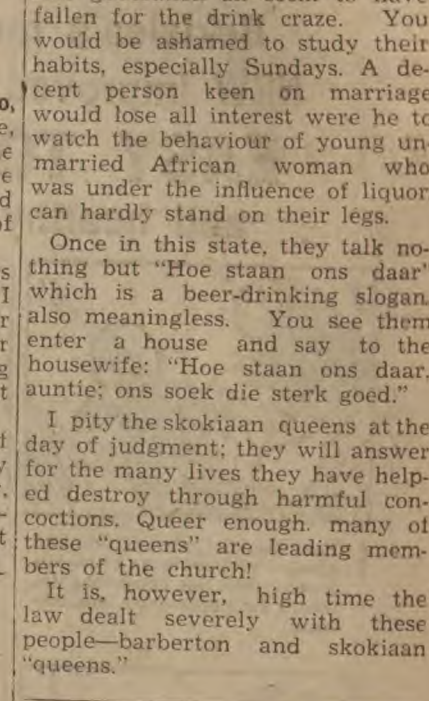 fallen for the drink craze. You
would be ashamed to study their
habits, especially Sundays. A de-
cent person keen on marriage
would lose all interest were he to
watch the behaviour of young un-
married African woman who
was under the influence of liquor
can hardly stand on their legs.
Once in this state, they talk no-
thing but "Hoe staan ons daar"
which is a beer-drinking slogan,
also meaningless. You see them
enter a house and say to the
housewife: "Hoe staan ons daar,
auntie; ons soek die sterk goed."
I pity the skokiaan queens at the
day of judgment; they will answer
for the many lives they have help-
ed destroy through harmful con-
coctions. Queer enough. many of
these "queens" are leading mem-
bers of the church!
It is, however, high time the
law dealt severely with these
people—barberton and skokiaan
"queens."